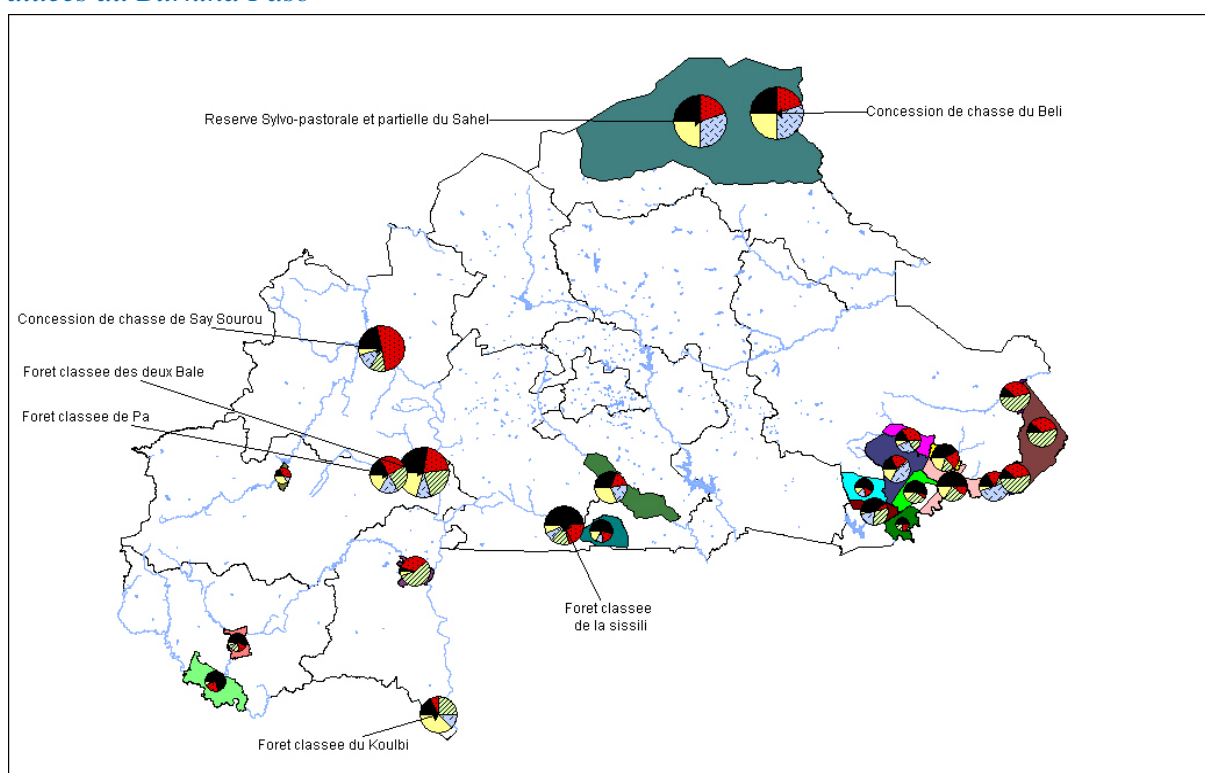 Reserve Sylvo-pastorale et partielle du Sahel
Concession de chasse du Beli
Concession de chasse de Say Sourou
Foret classee des deux Bale
Foret classee de Pa
Foret classee
de la sissili
Foret classee du Koulbi